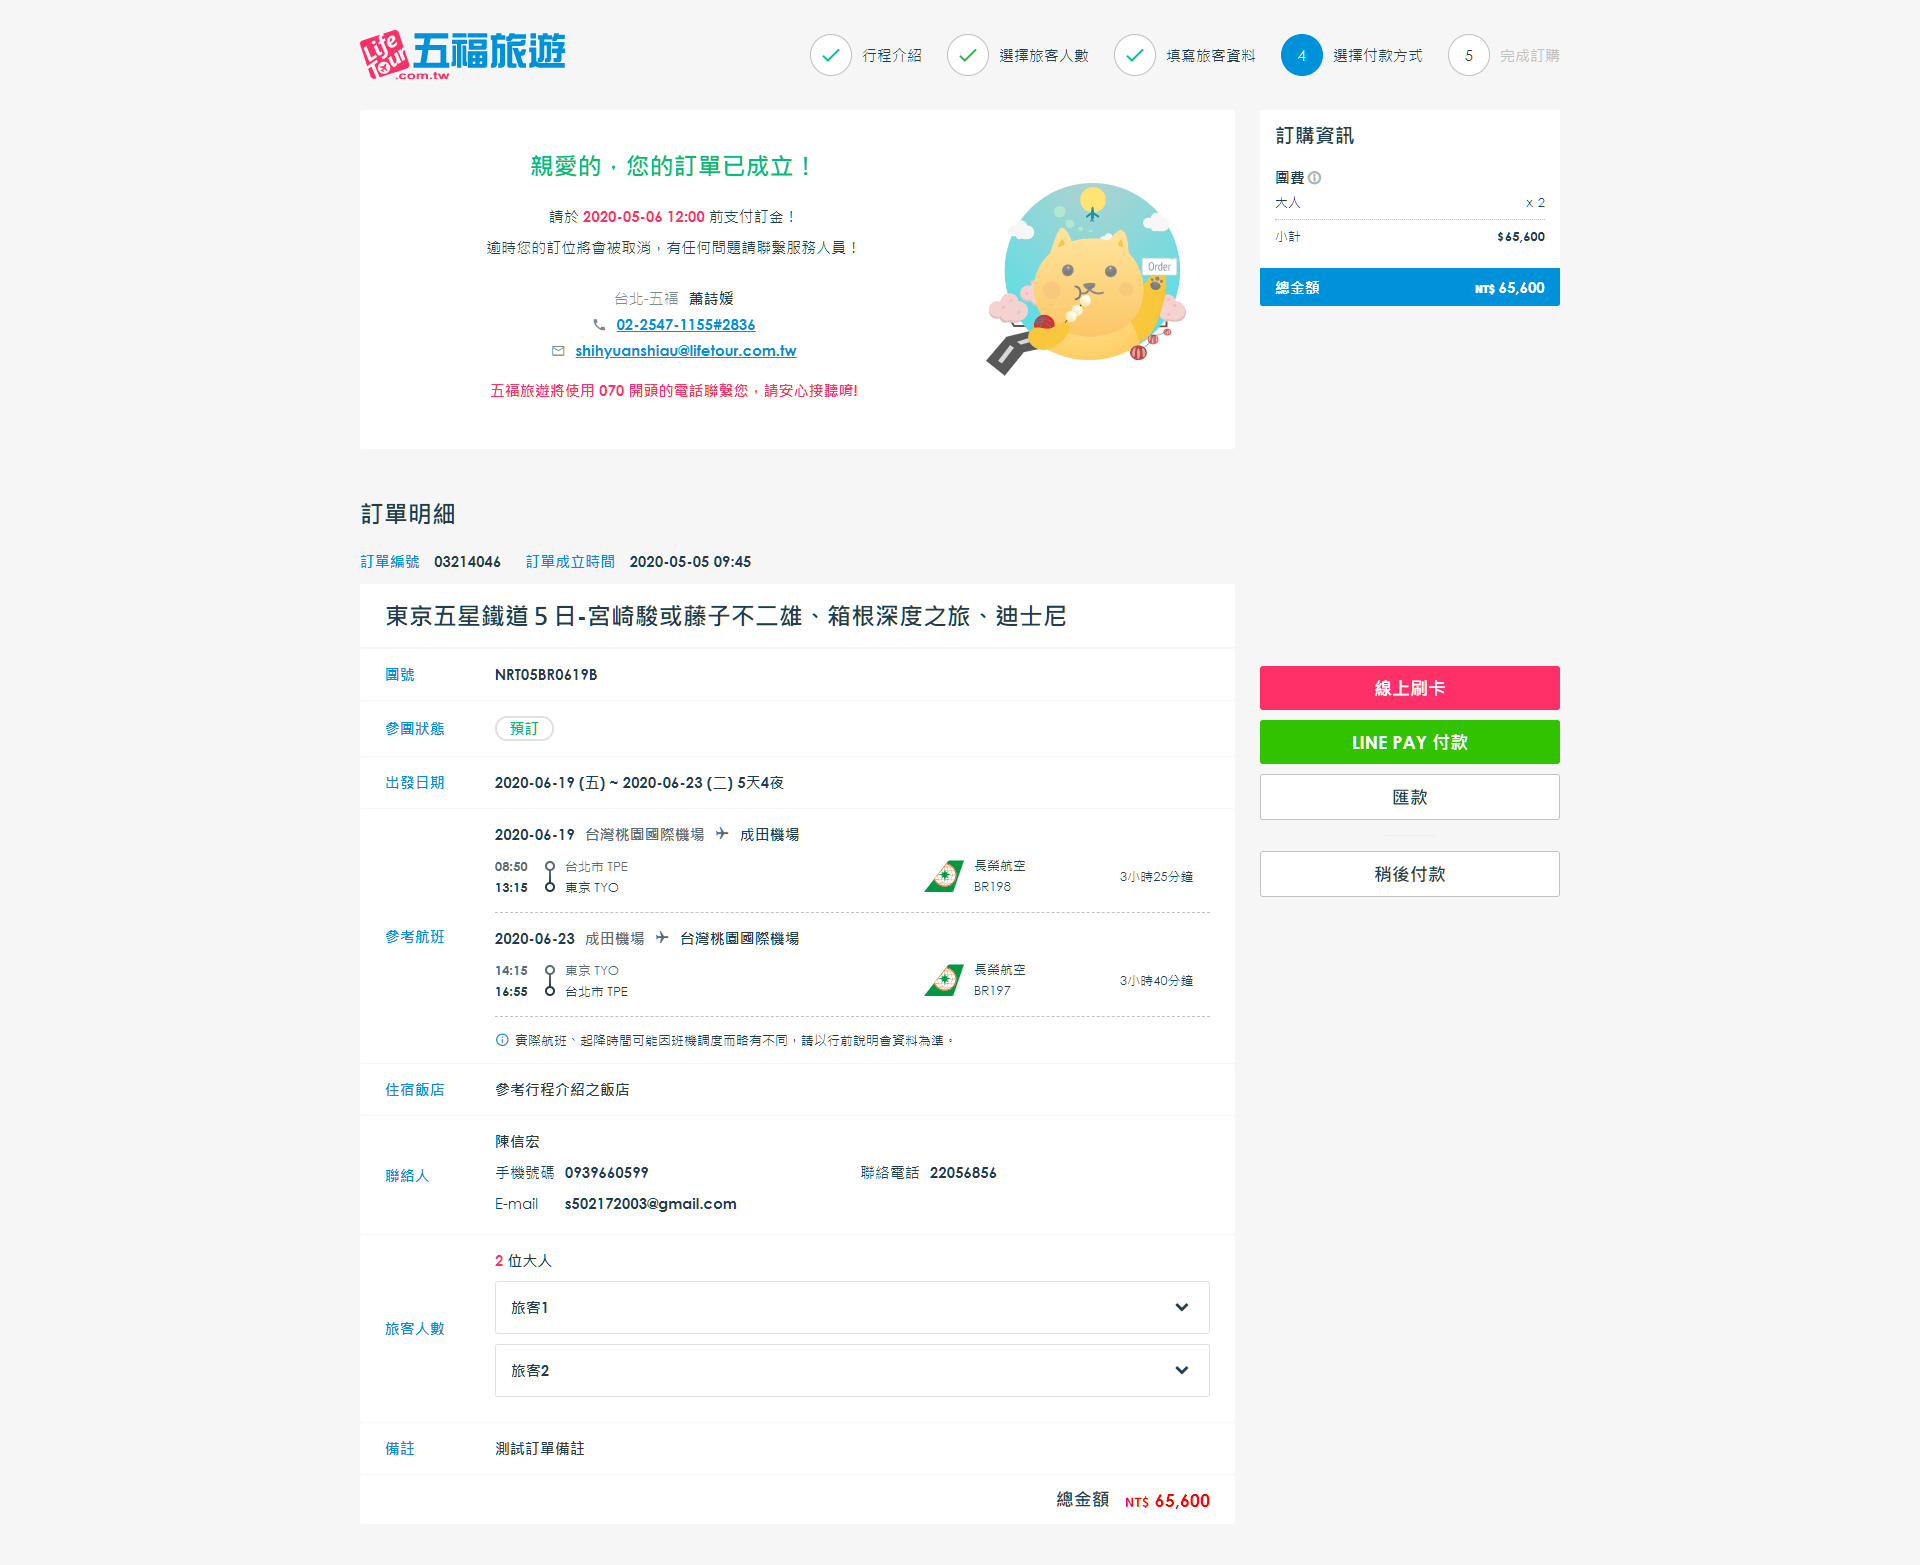 Life Tour
.com.tw
五福旅遊
行程介紹
選擇旅客人數
填寫旅客資料
4 選擇付款方式
5 完成訂購
親愛的，您的訂單已成立！
請於 2020-05-06 12:00 前支付訂金！
逾時您的訂位將會被取消，有任何問題請聯繫服務人員！
台北-五福 蕭詩媛
02-2547-1155#2836
shihyuanshiau@lifetour.com.tw
五福旅遊將使用 070 開頭的電話聯繫您，請安心接聽唷!
Order
訂購資訊
團費
大人 x 2
小計 $65,600
總金額 NT$ 65,600
訂單明細
訂單編號 03214046 訂單成立時間 2020-05-05 09:45
東京五星鐵道５日-宮崎駿或藤子不二雄、箱根深度之旅、迪士尼
團號 NRT05BR0619B
參團狀態 預訂
出發日期 2020-06-19 (五) ~ 2020-06-23 (二) 5天4夜
參考航班
2020-06-19 台灣桃園國際機場 成田機場
08:50 台北市 TPE
13:15 東京 TYO
長榮航空
BR198
3小時25分鐘
2020-06-23 成田機場 台灣桃園國際機場
14:15 東京 TYO
16:55 台北市 TPE
長榮航空
BR197
3小時40分鐘
實際航班、起降時間可能因班機調度而略有不同，請以行前說明會資料為準。
住宿飯店 參考行程介紹之飯店
聯絡人
陳信宏
手機號碼 0939660599 聯絡電話 22056856
E-mail s502172003@gmail.com
旅客人數
2 位大人
旅客1
旅客2
備註 測試訂單備註
總金額 NT$ 65,600
線上刷卡
LINE PAY 付款
匯款
稍後付款